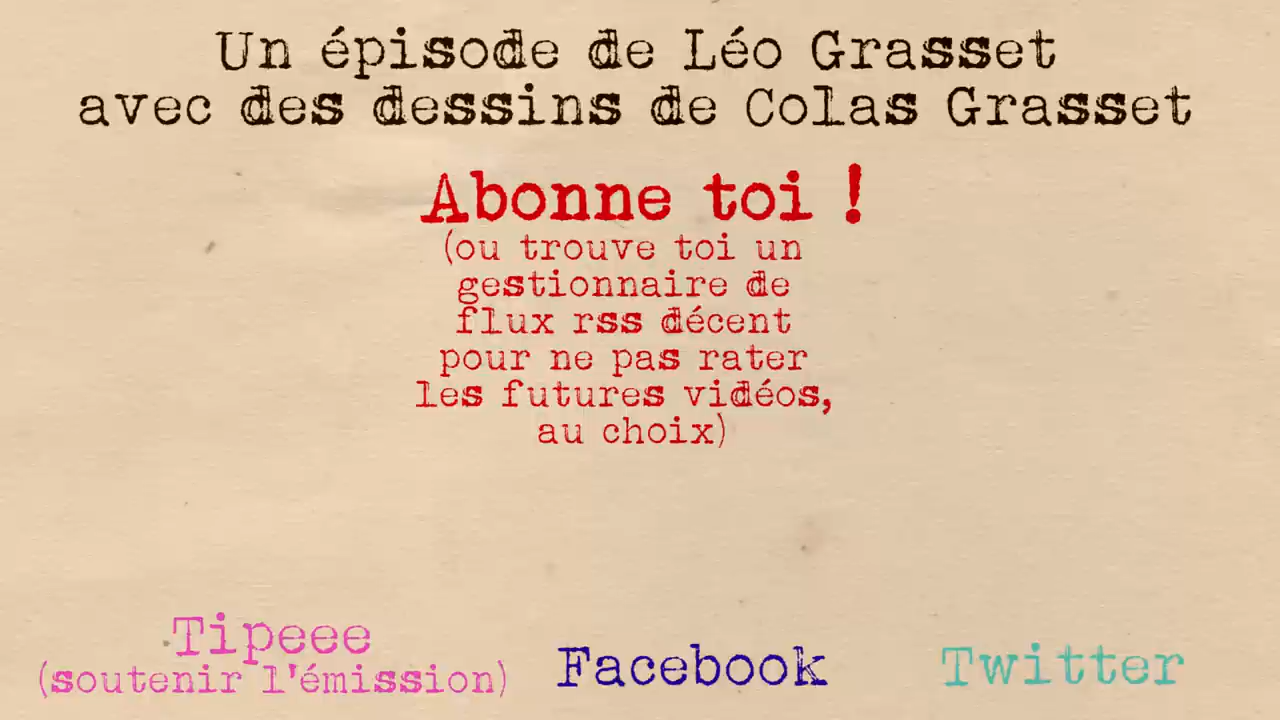 Un épisode de Léo Grasset
avec des dessins de Colas Grasset
Abonne toi !
(ou trouve toi un
gestionnaire de
flux rss décent
pour ne pas rater
les futures vidéos,
au choix)
Tipeee
(soutenir l'émission)
Facebook
Twitter